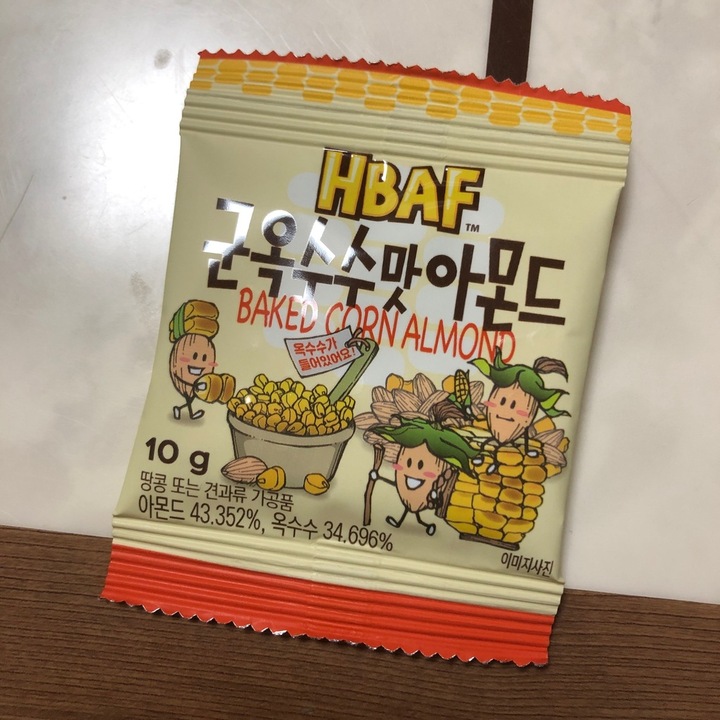 HBAF™
군옥수수맛 아몬드
BAKED CORN ALMOND
옥수수가
들어있어요!
10 g
땅콩 또는 견과류 가공품
아몬드 43.352%, 옥수수 34.696%
이미지사진